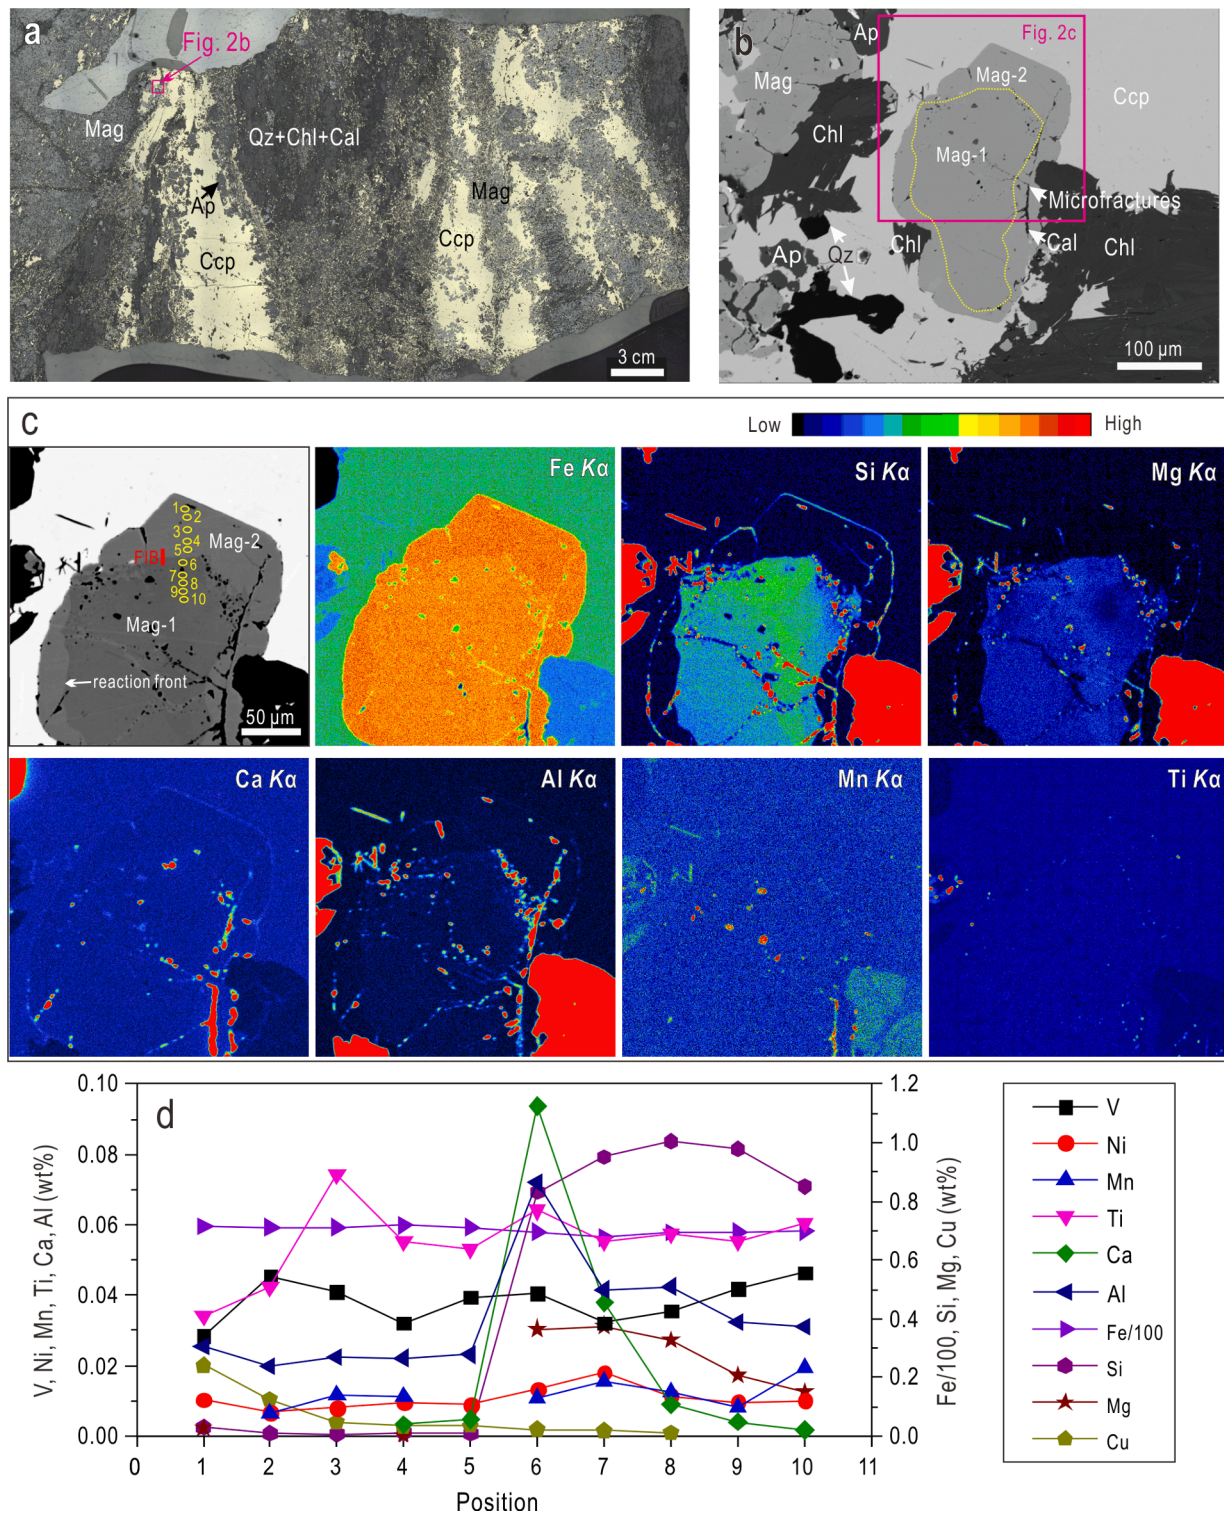 a
Fig. 2b
Mag
Qz+Chl+Cal
Ap
Mag
Ccp
Ccp
3 cm
b
Ap
Fig. 2c
Mag
Mag-2
Ccp
Chl
Mag-1
Microfractures
Chl
Cal
Chl
Ap
Qz
100 µm
c
Low
High
1
2
3
4
5
FIB
6
7
8
9
10
Mag-2
Mag-1
reaction front
50 µm
Fe Kα
Si Kα
Mg Kα
Ca Kα
Al Kα
Mn Kα
Ti Kα
d
V, Ni, Mn, Ti, Ca, Al (wt%)
0.10
0.08
0.06
0.04
0.02
0.00
0 1 2 3 4 5 6 7 8 9 10 11
Position
1.2
1.0
0.8
0.6
0.4
0.2
0.0
Fe/100, Si, Mg, Cu (wt%)
V
Ni
Mn
Ti
Ca
Al
Fe/100
Si
Mg
Cu